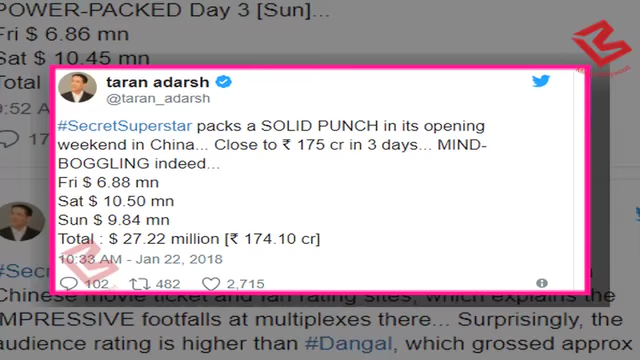 POWER-PACKED Day 3 [Sun]...
Fri $ 6.86 mn
Sat $ 10.45 mn
Total
taran adarsh
@taran_adarsh
#SecretSuperstar packs a SOLID PUNCH in its opening
weekend in China... Close to ₹ 175 cr in 3 days... MIND-
BOGGLING indeed...
Fri $ 6.88 mn
Sat $ 10.50 mn
Sun $ 9.84 mn
Total : $ 27.22 million [₹ 174.10 cr]
10:33 AM - Jan 22, 2018
102 482 2,715
9:52
17
#Secre
Chinese movie ticket and fan rating sites, which explains the
IMPRESSIVE footfalls at multiplexes there... Surprisingly, the
audience rating is higher than #Dangal, which grossed approx